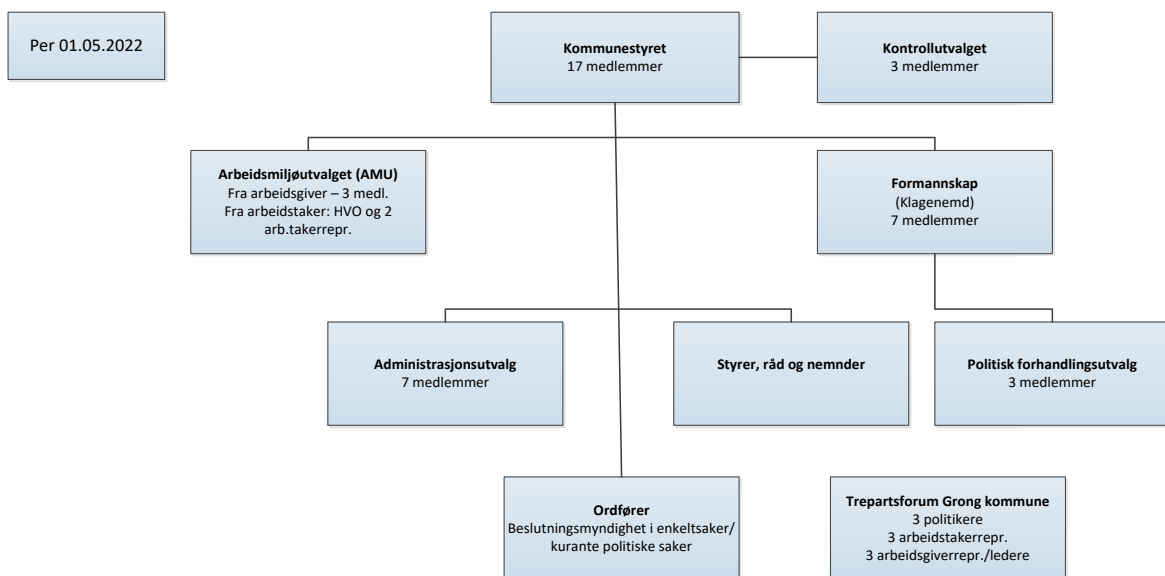 Per 01.05.2022
Kommunestyret
17 medlemmer
Kontrollutvalget
3 medlemmer
Arbeidsmiljøutvalget (AMU)
Fra arbeidsgiver – 3 medl.
Fra arbeidstaker: HVO og 2
arb.takerrepr.
Formannskap
(Klagenemd)
7 medlemmer
Administrasjonsutvalg
7 medlemmer
Styrer, råd og nemnder
Politisk forhandlingsutvalg
3 medlemmer
Ordfører
Beslutningsmyndighet i enkeltsaker/
kurante politiske saker
Trepartsforum Grong kommune
3 politikere
3 arbeidstakerrepr.
3 arbeidsgiverrepr./ledere